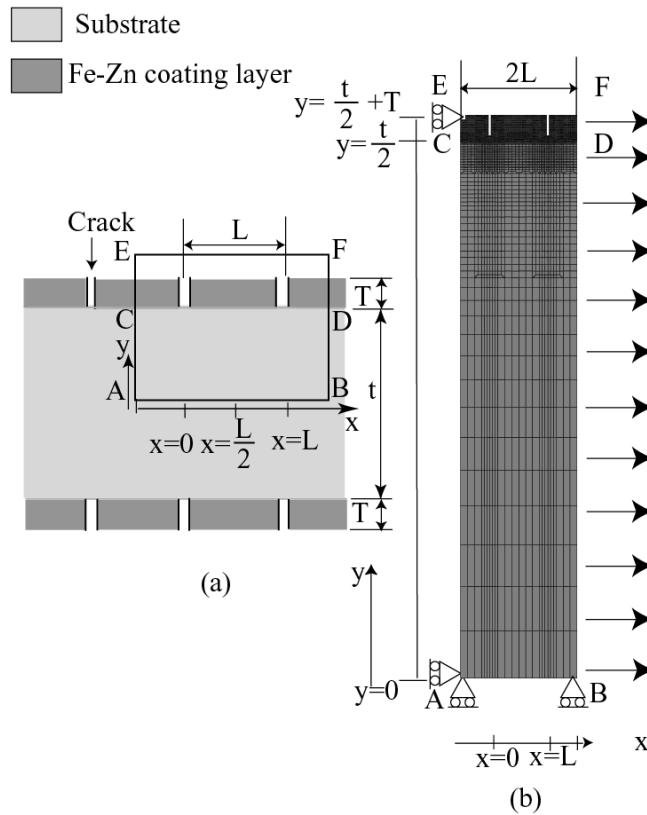 Substrate
Fe-Zn coating layer
Crack
L
E
F
T
C
D
y
t
A
B
x
x=0
x=L/2
x=L
T
(a)
E
2L
F
y= t/2 +T
C
D
y= t/2
y
y=0
A
B
x=0
x=L
x
(b)